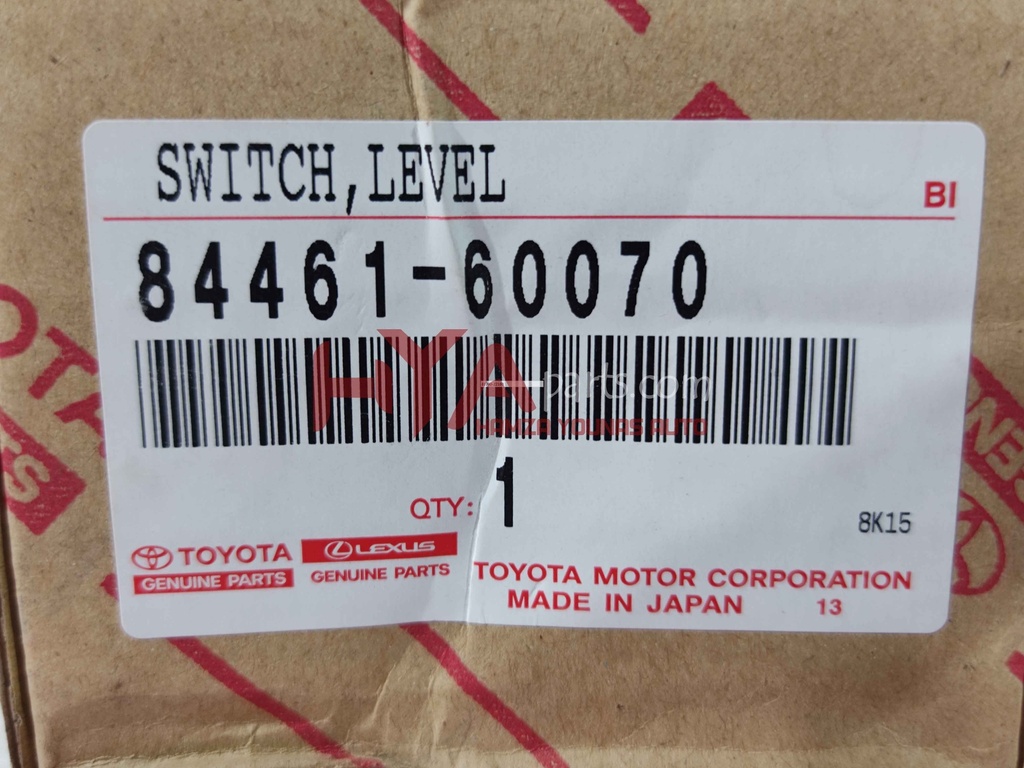 SWITCH,LEVEL
BI
84461-60070
HYA parts.com
HAMZA YOUNAS AUTO
QTY: 1
8K15
TOYOTA
GENUINE PARTS
LEXUS
GENUINE PARTS
TOYOTA MOTOR CORPORATION
MADE IN JAPAN 13